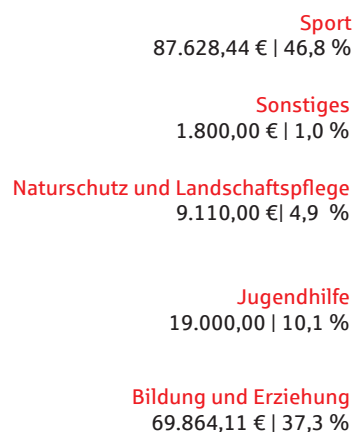 Sport
87.628,44 € | 46,8 %
Sonstiges
1.800,00 € | 1,0 %
Naturschutz und Landschaftspflege
9.110,00 €| 4,9  %
Jugendhilfe
19.000,00 | 10,1 %
Bildung und Erziehung
69.864,11 € | 37,3 %